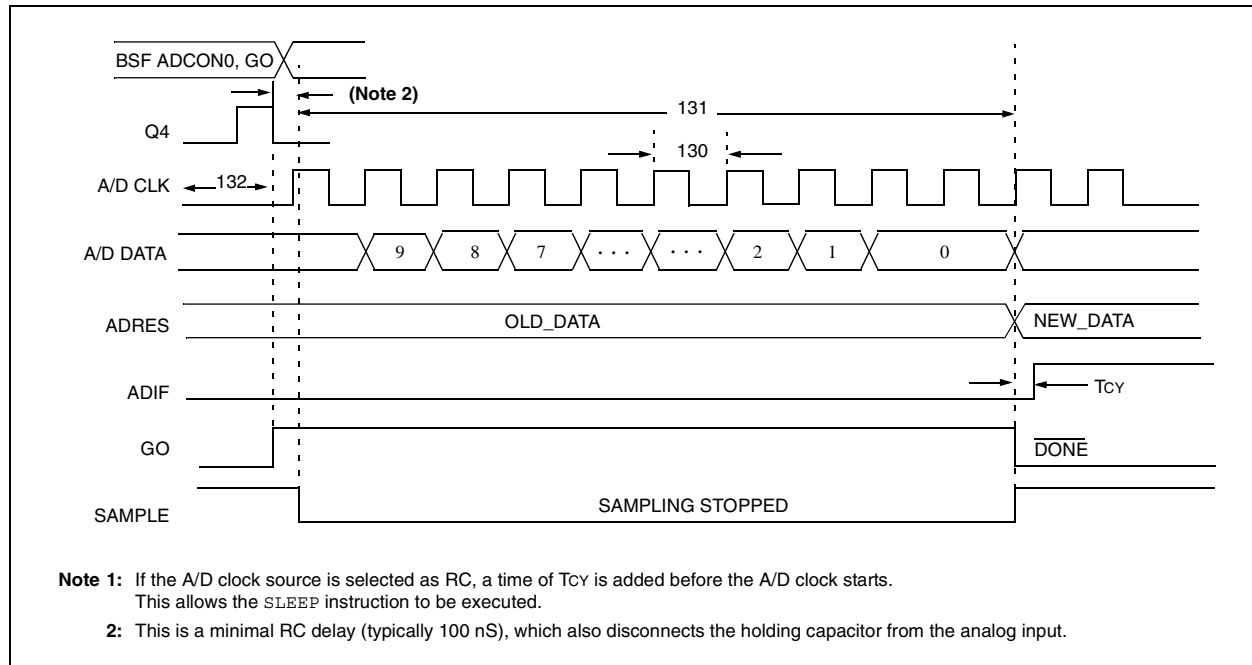 BSF ADCON0, GO
(Note 2)
131
Q4
130
A/D CLK
132
A/D DATA
9 8 7 · · · · · · 2 1 0
ADRES
OLD_DATA
NEW_DATA
ADIF
TCY
GO
DONE
SAMPLE
SAMPLING STOPPED
Note 1: If the A/D clock source is selected as RC, a time of TCY is added before the A/D clock starts.
This allows the SLEEP instruction to be executed.
2: This is a minimal RC delay (typically 100 nS), which also disconnects the holding capacitor from the analog input.